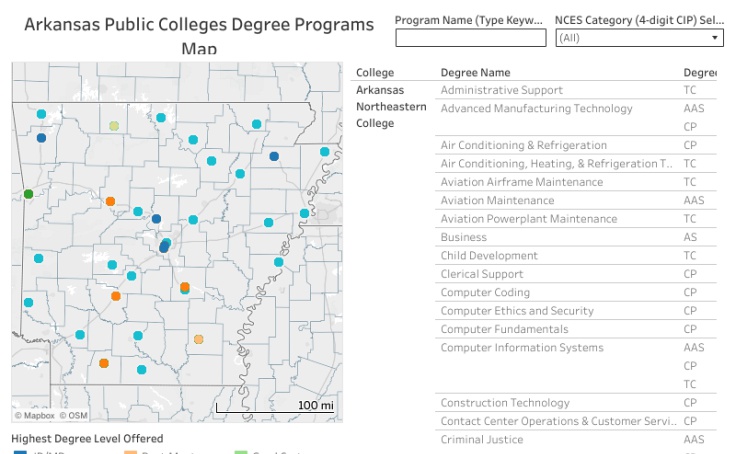 Arkansas Public Colleges Degree Programs
Map
Program Name (Type Keyw...
NCES Category (4-digit CIP) Sel...
(All)
College
Degree Name
Degree
Arkansas
Northeastern
College
Administrative Support
TC
Advanced Manufacturing Technology
AAS
CP
Air Conditioning & Refrigeration
CP
Air Conditioning, Heating, & Refrigeration T..
TC
Aviation Airframe Maintenance
TC
Aviation Maintenance
AAS
Aviation Powerplant Maintenance
TC
Business
AS
Child Development
TC
Clerical Support
CP
Computer Coding
CP
Computer Ethics and Security
CP
Computer Fundamentals
CP
Computer Information Systems
AAS
CP
TC
Construction Technology
CP
Contact Center Operations & Customer Servi..
CP
Criminal Justice
AAS
100 mi
© Mapbox © OSM
Highest Degree Level Offered